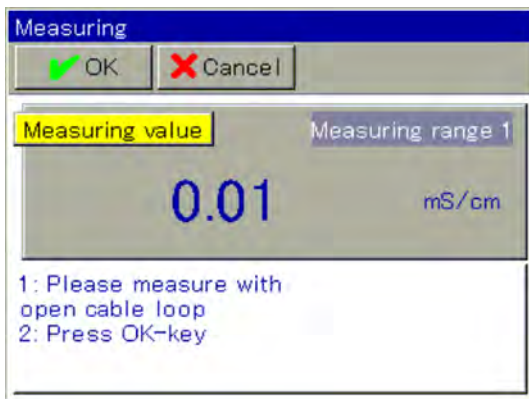 Measuring
OK Cancel
Measuring value Measuring range 1
0.01 mS/cm
1: Please measure with
open cable loop
2: Press OK-key